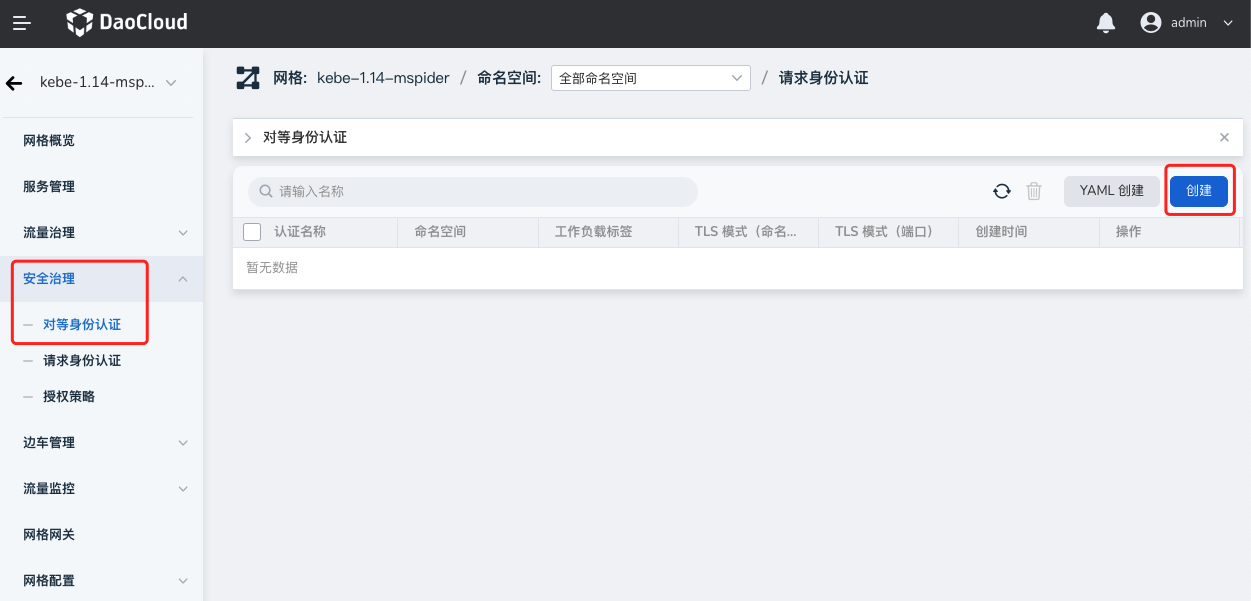 DaoCloud
admin
kebe-1.14-msp...
网格: kebe-1.14-mspider / 命名空间: 全部命名空间 / 请求身份认证
网格概览
服务管理
流量治理
安全治理
对等身份认证
请求身份认证
授权策略
边车管理
流量监控
网格网关
网格配置
对等身份认证
请输入名称
YAML 创建
创建
认证名称 命名空间 工作负载标签 TLS 模式（命名... TLS 模式（端口） 创建时间 操作
暂无数据